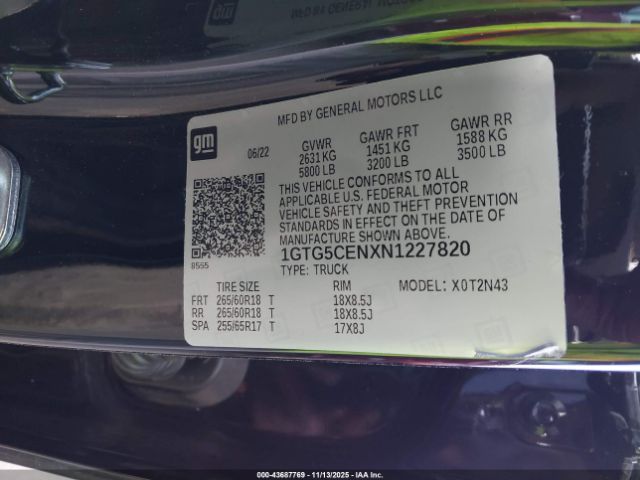 MFD BY GENERAL MOTORS LLC
gm
06/22
GVWR GAWR FRT GAWR RR
2631 KG 1451 KG 1588 KG
5800 LB 3200 LB 3500 LB
THIS VEHICLE CONFORMS TO ALL
APPLICABLE U.S. FEDERAL MOTOR
VEHICLE SAFETY AND THEFT PREVENTION
STANDARDS IN EFFECT ON THE DATE OF
MANUFACTURE SHOWN ABOVE.
8555
1GTG5CENXN1227820
TYPE: TRUCK MODEL: X0T2N43
TIRE SIZE RIM
FRT 265/60R18 T 18X8.5J
RR 265/60R18 T 18X8.5J
SPA 255/65R17 T 17X8J
00-43687769 - 11/13/2025 - IAA Inc.